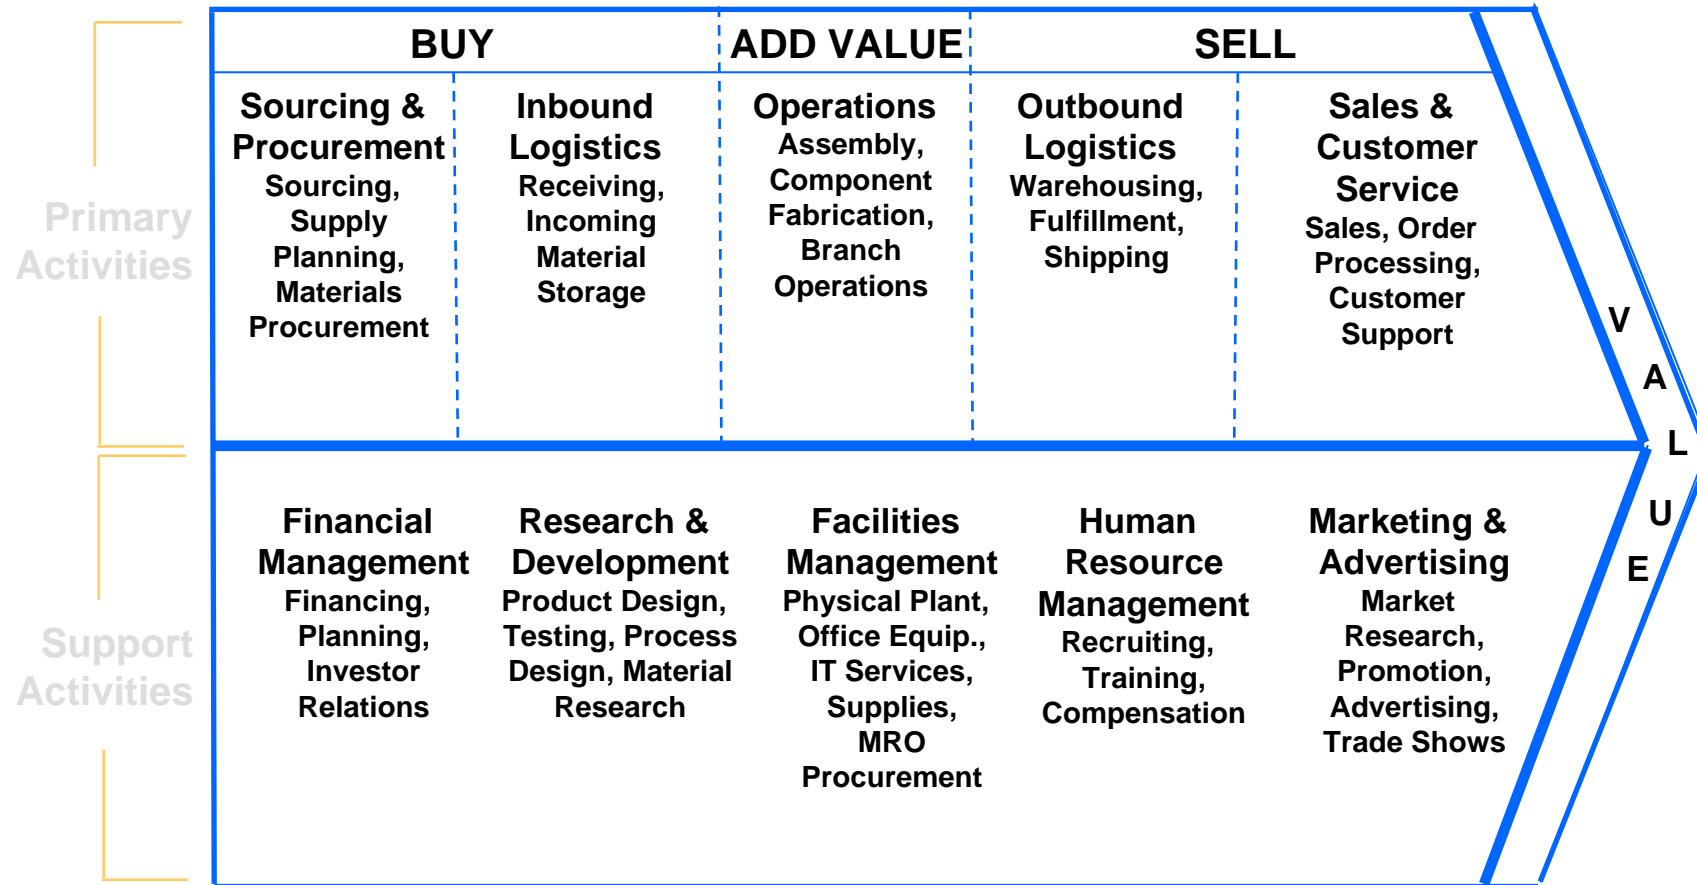 BUY
ADD VALUE
SELL
Primary
Activities
Sourcing &
Procurement
Sourcing,
Supply
Planning,
Materials
Procurement
Inbound
Logistics
Receiving,
Incoming
Material
Storage
Operations
Assembly,
Component
Fabrication,
Branch
Operations
Outbound
Logistics
Warehousing,
Fulfillment,
Shipping
Sales &
Customer
Service
Sales, Order
Processing,
Customer
Support
Support
Activities
Financial
Management
Financing,
Planning,
Investor
Relations
Research &
Development
Product Design,
Testing, Process
Design, Material
Research
Facilities
Management
Physical Plant,
Office Equip.,
IT Services,
Supplies,
MRO
Procurement
Human
Resource
Management
Recruiting,
Training,
Compensation
Marketing &
Advertising
Market
Research,
Promotion,
Advertising,
Trade Shows
V
A
L
U
E